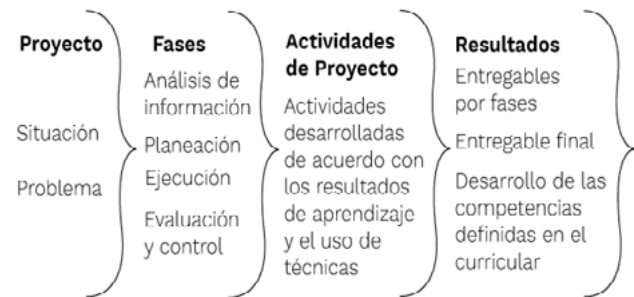 Proyecto
Situación
Problema
Fases
Análisis de
información
Planeación
Ejecución
Evaluación
y control
Actividades
de Proyecto
Actividades
desarrolladas
de acuerdo con
los resultados
de aprendizaje
y el uso de
técnicas
Resultados
Entregables
por fases
Entregable final
Desarrollo de las
competencias
definidas en el
curricular